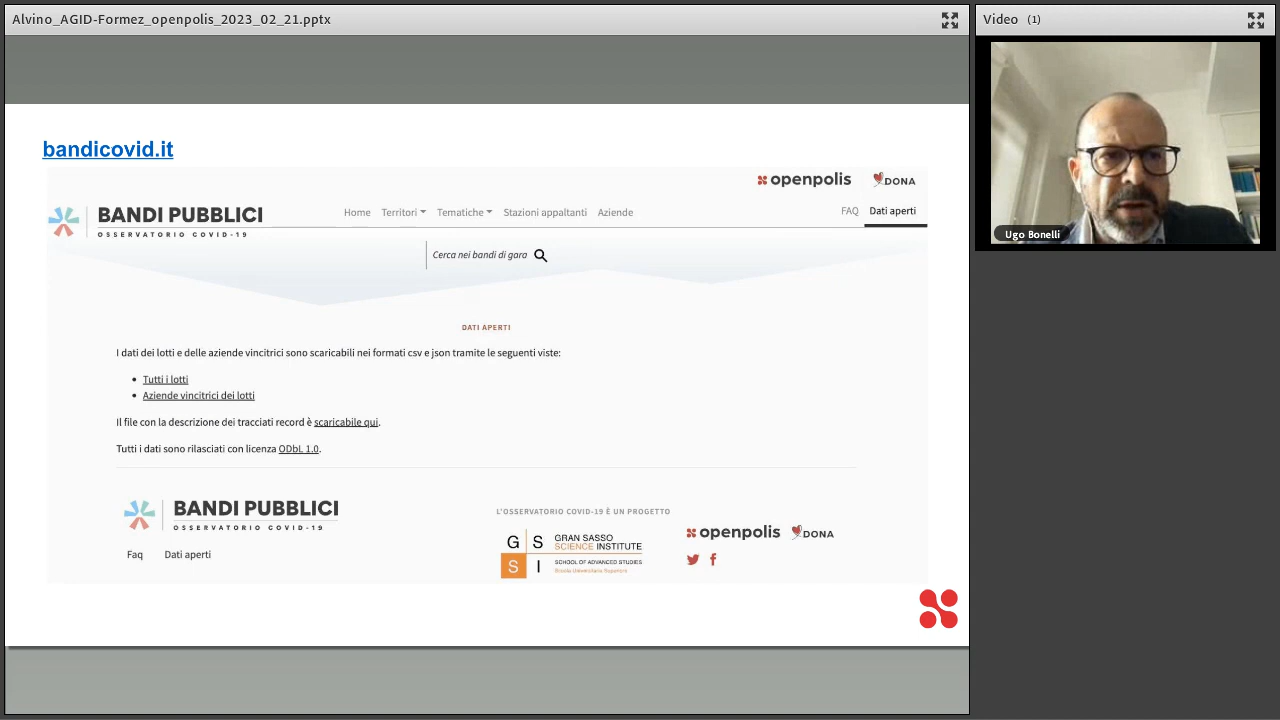 Alvino_AGID-Formez_openpolis_2023_02_21.pptx
Video (1)
Ugo Bonelli
bandicovid.it
openpolis DONA
BANDI PUBBLICI
OSSERVATORIO COVID-19
Home Territori Tematiche Stazioni appaltanti Aziende
FAQ Dati aperti
Cerca nei bandi di gara
DATI APERTI
I dati dei lotti e delle aziende vincitrici sono scaricabili nei formati csv e json tramite le seguenti viste:
• Tutti i lotti
• Aziende vincitrici dei lotti
Il file con la descrizione dei tracciati record è scaricabile qui.
Tutti i dati sono rilasciati con licenza ODbL 1.0.
BANDI PUBBLICI
OSSERVATORIO COVID-19
Faq Dati aperti
L'OSSERVATORIO COVID-19 È UN PROGETTO
G S
S I
GRAN SASSO
SCIENCE INSTITUTE
SCHOOL OF ADVANCED STUDIES
Scuola Universitaria Superiore
openpolis DONA